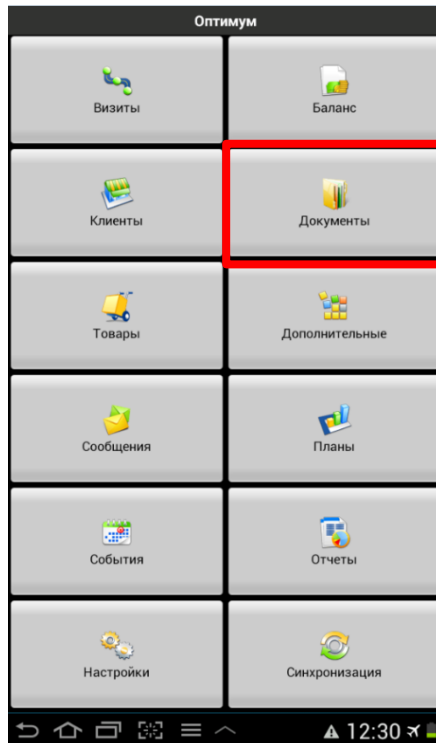 Оптимум
Визиты
Баланс
Клиенты
Документы
Товары
Дополнительные
Сообщения
Планы
События
Отчеты
Настройки
Синхронизация
12:30